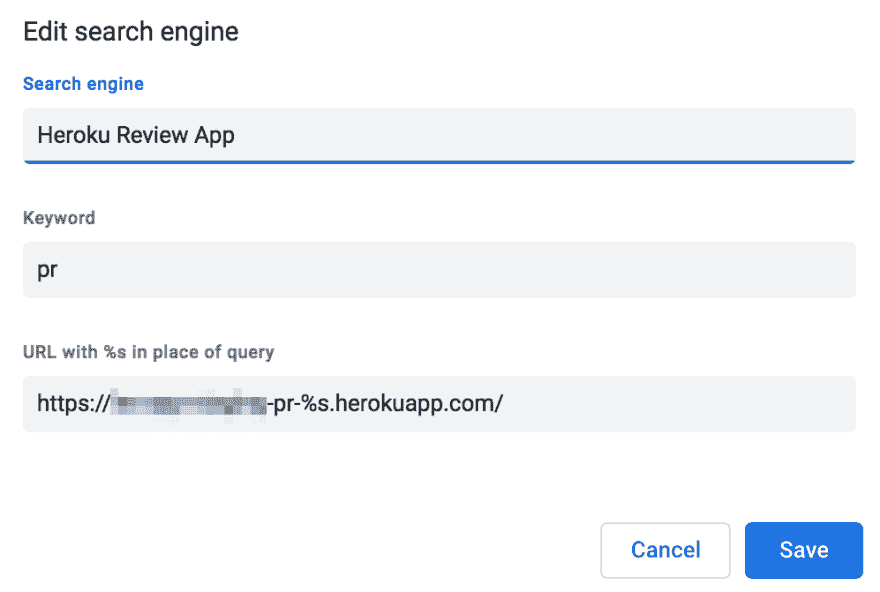 Edit search engine
Search engine
Heroku Review App
Keyword
pr
URL with %s in place of query
https:// -pr-%s.herokuapp.com/
Cancel
Save